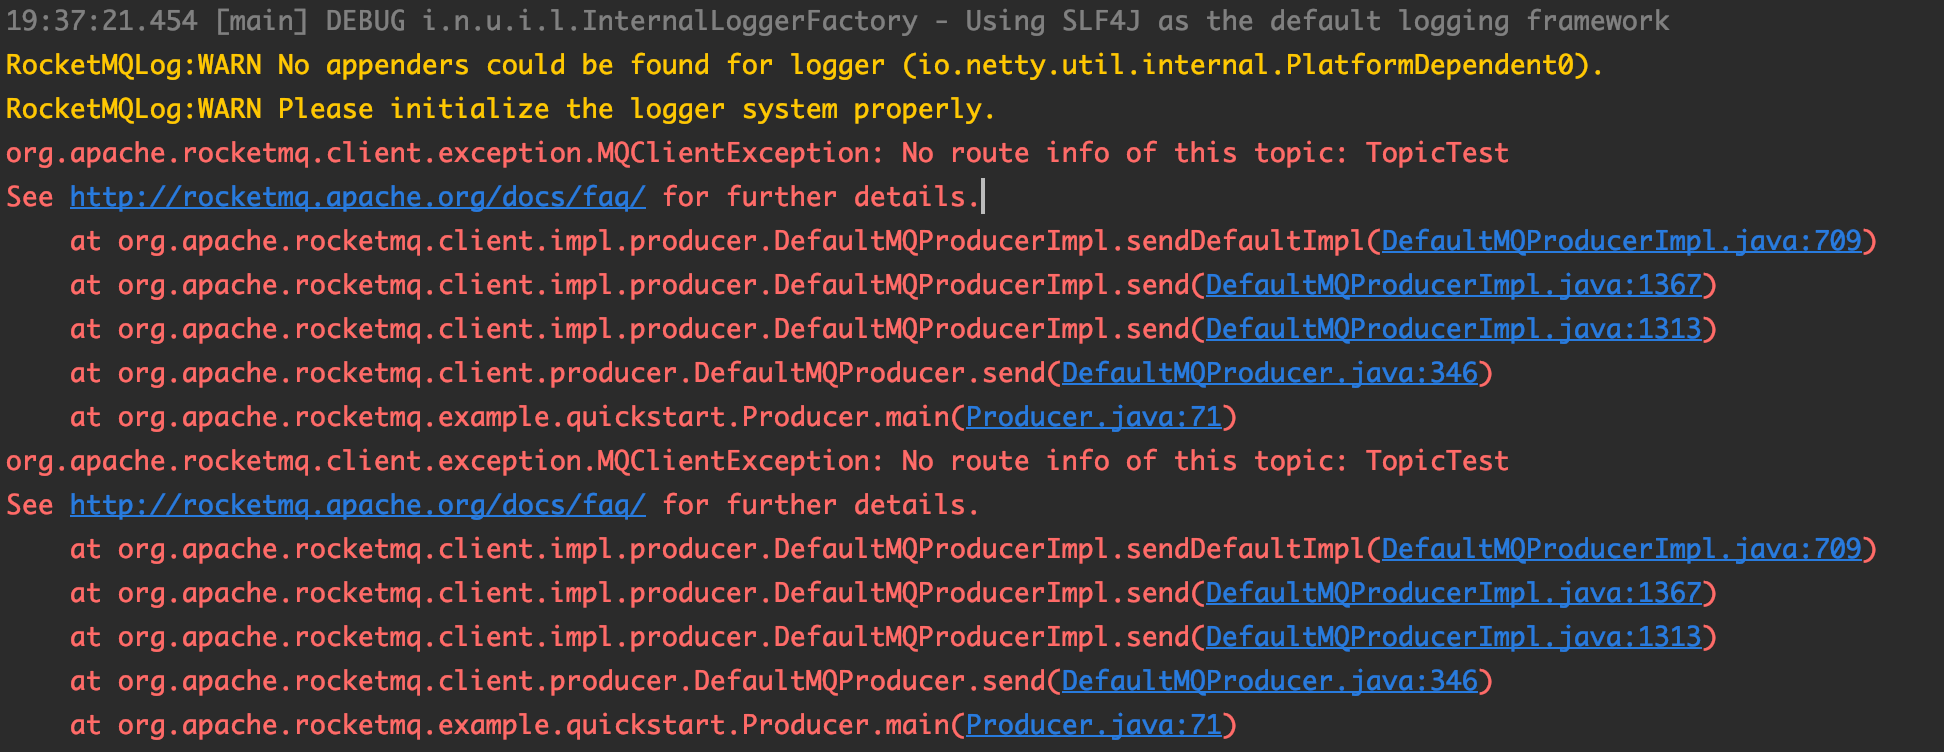 19:37:21.454 [main] DEBUG i.n.u.i.l.InternalLoggerFactory - Using SLF4J as the default logging framework
RocketMQLog:WARN No appenders could be found for logger (io.netty.util.internal.PlatformDependent0).
RocketMQLog:WARN Please initialize the logger system properly.
org.apache.rocketmq.client.exception.MQClientException: No route info of this topic: TopicTest
See http://rocketmq.apache.org/docs/faq/ for further details.
    at org.apache.rocketmq.client.impl.producer.DefaultMQProducerImpl.sendDefaultImpl(DefaultMQProducerImpl.java:709)
    at org.apache.rocketmq.client.impl.producer.DefaultMQProducerImpl.send(DefaultMQProducerImpl.java:1367)
    at org.apache.rocketmq.client.impl.producer.DefaultMQProducerImpl.send(DefaultMQProducerImpl.java:1313)
    at org.apache.rocketmq.client.producer.DefaultMQProducer.send(DefaultMQProducer.java:346)
    at org.apache.rocketmq.example.quickstart.Producer.main(Producer.java:71)
org.apache.rocketmq.client.exception.MQClientException: No route info of this topic: TopicTest
See http://rocketmq.apache.org/docs/faq/ for further details.
    at org.apache.rocketmq.client.impl.producer.DefaultMQProducerImpl.sendDefaultImpl(DefaultMQProducerImpl.java:709)
    at org.apache.rocketmq.client.impl.producer.DefaultMQProducerImpl.send(DefaultMQProducerImpl.java:1367)
    at org.apache.rocketmq.client.impl.producer.DefaultMQProducerImpl.send(DefaultMQProducerImpl.java:1313)
    at org.apache.rocketmq.client.producer.DefaultMQProducer.send(DefaultMQProducer.java:346)
    at org.apache.rocketmq.example.quickstart.Producer.main(Producer.java:71)